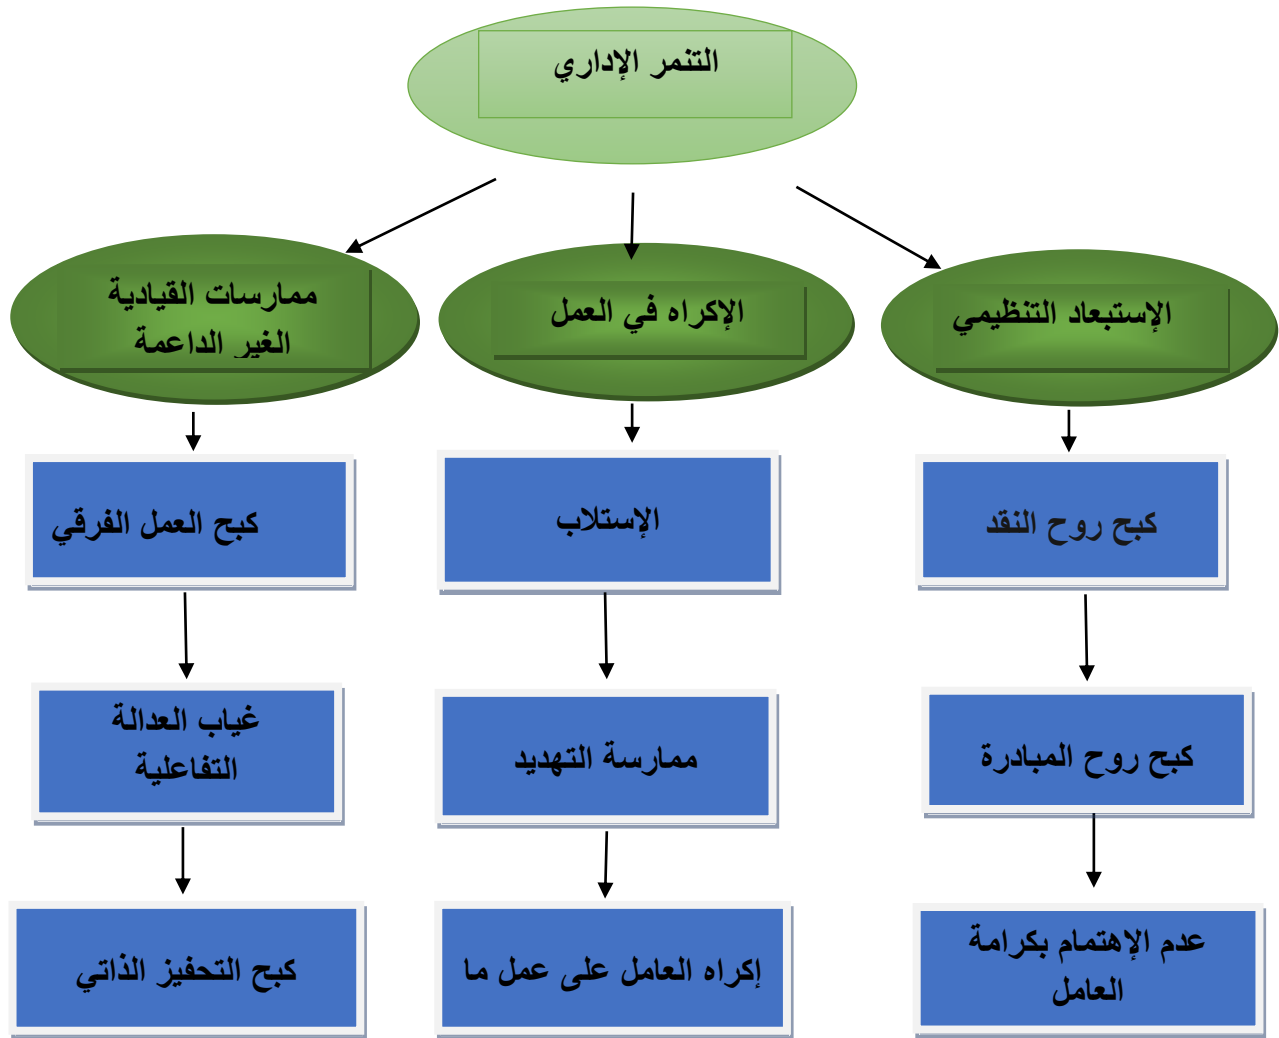 التنمر الإداري
الإستبعاد التنظيمي
الإكراه في العمل
ممارسات القيادية
الغير الداعمة
كبح روح النقد
الإستلاب
كبح العمل الفرقي
كبح روح المبادرة
ممارسة التهديد
غياب العدالة
التفاعلية
عدم الإهتمام بكرامة
العامل
إكراه العامل على عمل ما
كبح التحفيز الذاتي